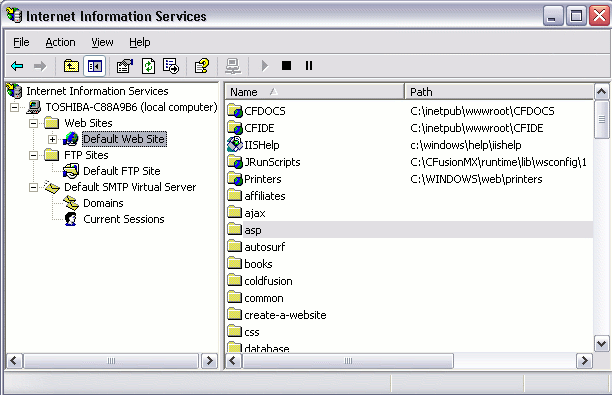 Internet Information Services
File Action View Help
Internet Information Services
TOSHIBA-C88A9B6 (local computer)
Web Sites
Default Web Site
FTP Sites
Default FTP Site
Default SMTP Virtual Server
Domains
Current Sessions
Name Path
CFDOCS C:\inetpub\wwwroot\CFDOCS
CFIDE C:\inetpub\wwwroot\CFIDE
IISHelp c:\windows\help\iishelp
JRunScripts C:\CFusionMX\runtime\lib\wsconfig\1
Printers C:\WINDOWS\web\printers
affiliates
ajax
asp
autosurf
books
coldfusion
common
create-a-website
css
database